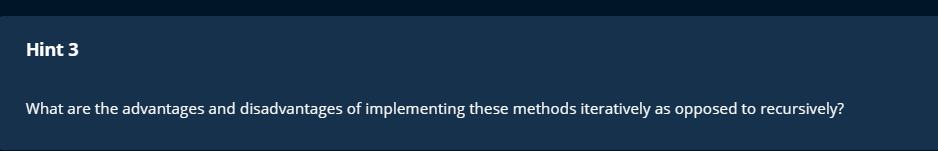 Hint 3
What are the advantages and disadvantages of implementing these methods iteratively as opposed to recursively?